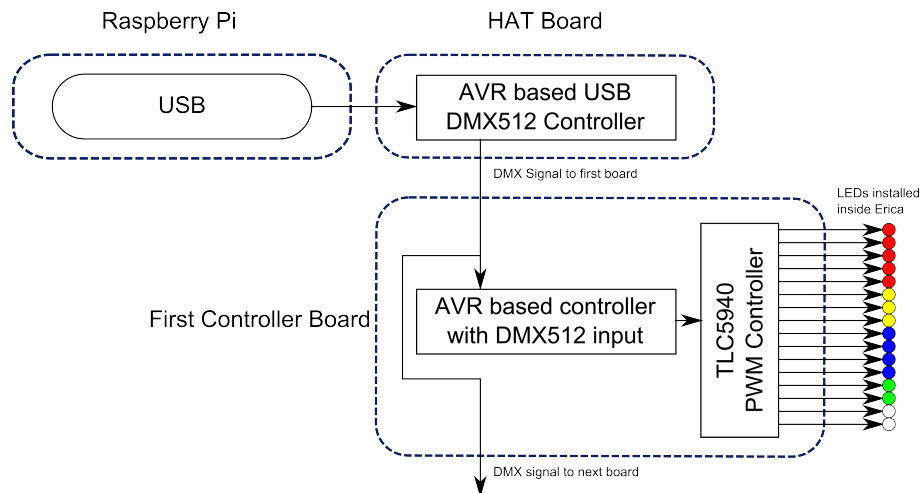 Raspberry Pi
HAT Board
USB
AVR based USB
DMX512 Controller
DMX Signal to first board
LEDs installed
inside Erica
First Controller Board
AVR based controller
with DMX512 input
TLC5940
PWM Controller
DMX signal to next board